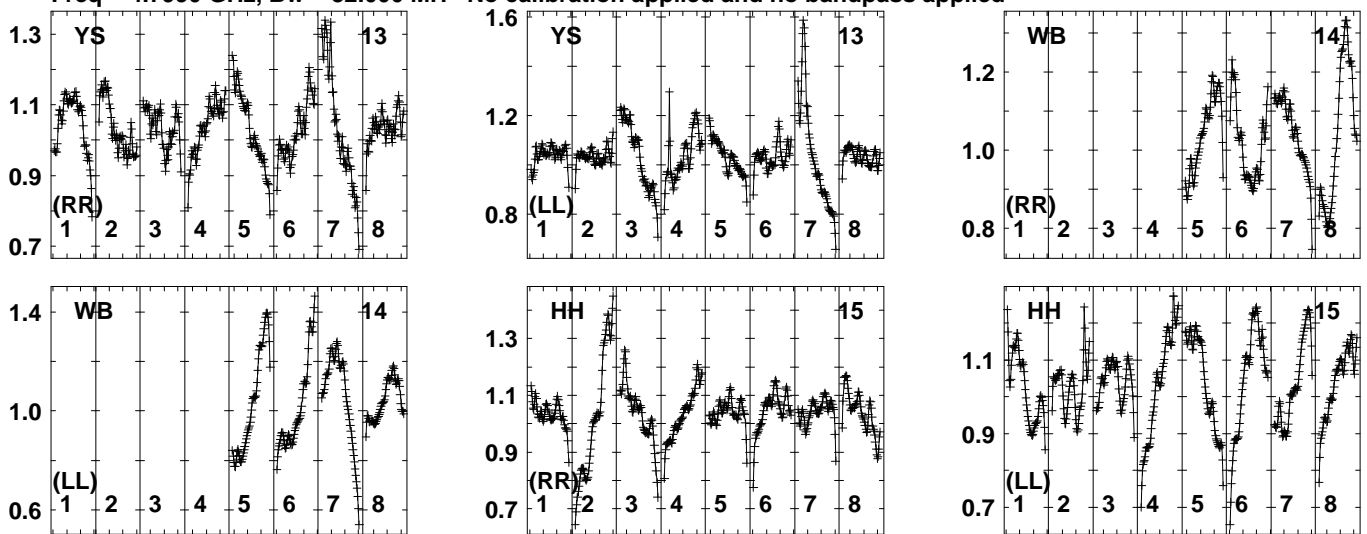 Freq GHz, Bw MH No calibration applied and no bandpass applied
1.3 YS 13
1.1
0.9
(RR)
1 2 3 4 5 6 7 8
0.7
1.6 YS 13
1.2
0.8
(LL)
1 2 3 4 5 6 7 8
WB 14
1.2
1.0
(RR)
0.8
1 2 3 4 5 6 7 8
1.4 WB 14
1.0
(LL)
0.6
1 2 3 4 5 6 7 8
HH 15
1.3
1.1
0.9
(RR)
0.7
1 2 3 4 5 6 7 8
HH 15
1.1
0.9
(LL)
0.7
1 2 3 4 5 6 7 8